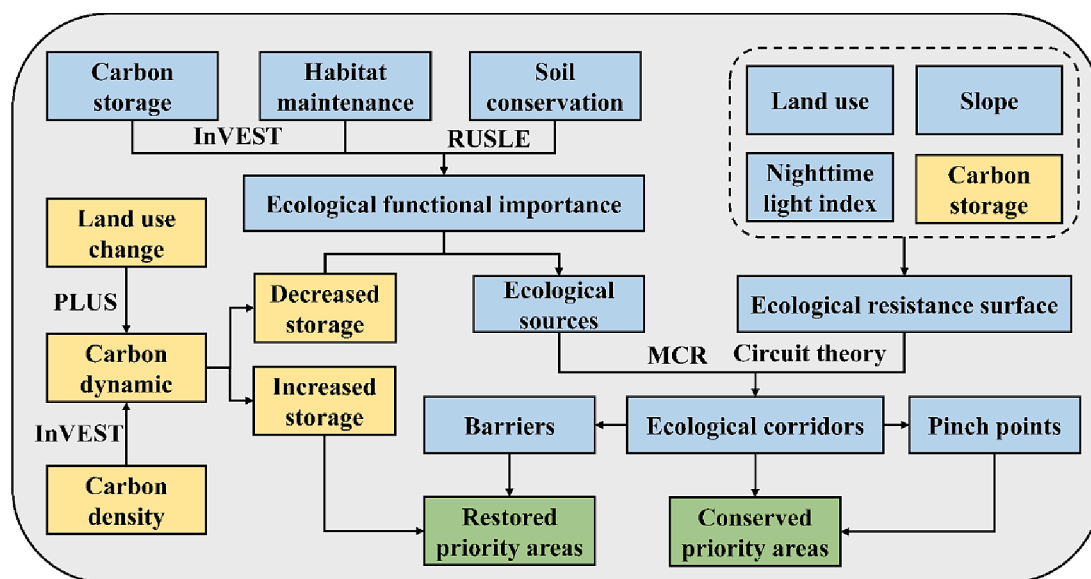 Carbon
storage
Habitat
maintenance
Soil
conservation
InVEST
RUSLE
Land use
Slope
Nighttime
light index
Carbon
storage
Ecological functional importance
Land use
change
PLUS
Decreased
storage
Ecological
sources
Ecological resistance surface
Carbon
dynamic
MCR
Circuit theory
Increased
storage
InVEST
Barriers
Ecological corridors
Pinch points
Carbon
density
Restored
priority areas
Conserved
priority areas